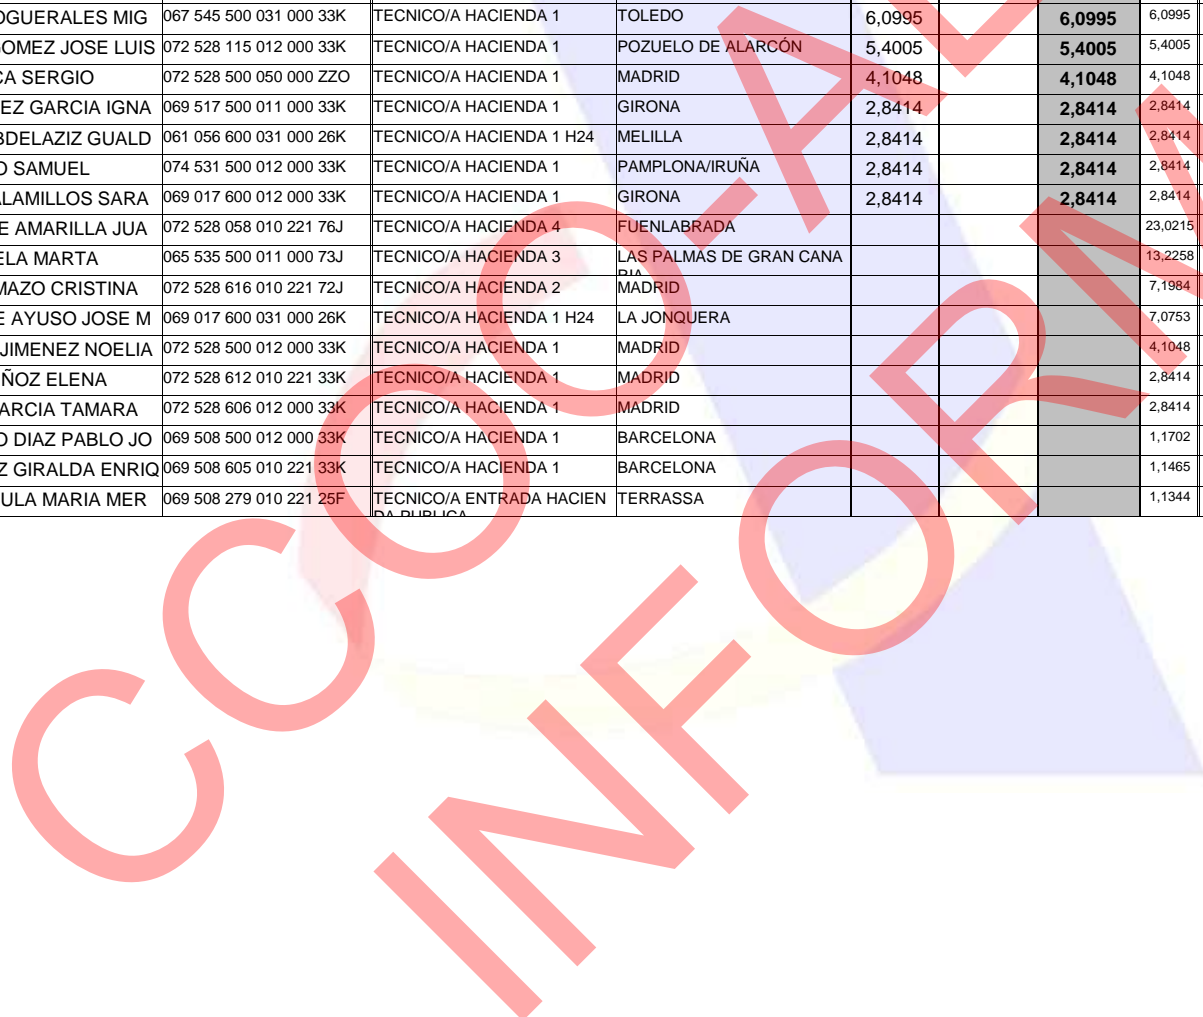 OGUERALES MIG 067 545 500 031 000 33K TECNICO/A HACIENDA 1 TOLEDO 6,0995 6,0995 6,0995
GOMEZ JOSE LUIS 072 528 115 012 000 33K TECNICO/A HACIENDA 1 POZUELO DE ALARCÓN 5,4005 5,4005 5,4005
CA SERGIO 072 528 500 050 000 ZZO TECNICO/A HACIENDA 1 MADRID 4,1048 4,1048 4,1048
EZ GARCIA IGNA 069 517 500 011 000 33K TECNICO/A HACIENDA 1 GIRONA 2,8414 2,8414 2,8414
BDELAZIZ GUALD 061 056 600 031 000 26K TECNICO/A HACIENDA 1 H24 MELILLA 2,8414 2,8414 2,8414
O SAMUEL 074 531 500 012 000 33K TECNICO/A HACIENDA 1 PAMPLONA/IRUÑA 2,8414 2,8414 2,8414
ALAMILLOS SARA 069 017 600 012 000 33K TECNICO/A HACIENDA 1 GIRONA 2,8414 2,8414 2,8414
E AMARILLA JUA 072 528 058 010 221 76J TECNICO/A HACIENDA 4 FUENLABRADA 23,0215
ELA MARTA 065 535 500 011 000 73J TECNICO/A HACIENDA 3 LAS PALMAS DE GRAN CANA 13,2258
RIA
MAZO CRISTINA 072 528 616 010 221 72J TECNICO/A HACIENDA 2 MADRID 7,1984
E AYUSO JOSE M 069 017 600 031 000 26K TECNICO/A HACIENDA 1 H24 LA JONQUERA 7,0753
JIMENEZ NOELIA 072 528 500 012 000 33K TECNICO/A HACIENDA 1 MADRID 4,1048
ÑOZ ELENA 072 528 612 010 221 33K TECNICO/A HACIENDA 1 MADRID 2,8414
ARCIA TAMARA 072 528 606 012 000 33K TECNICO/A HACIENDA 1 MADRID 2,8414
O DIAZ PABLO JO 069 508 500 012 000 33K TECNICO/A HACIENDA 1 BARCELONA 1,1702
Z GIRALDA ENRIQ 069 508 605 010 221 33K TECNICO/A HACIENDA 1 BARCELONA 1,1465
ULA MARIA MER 069 508 279 010 221 25F TECNICO/A ENTRADA HACIEN TERRASSA 1,1344
DA PUBLICA
CCOO-AE
INFORM